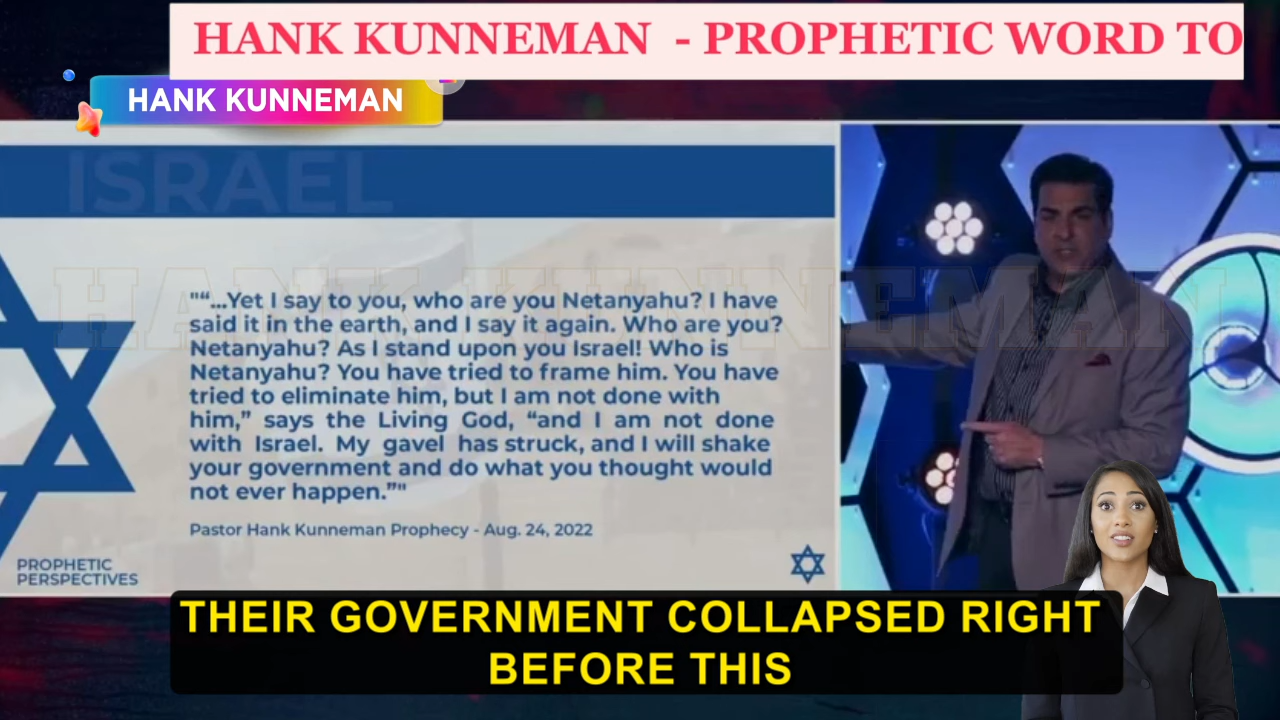 HANK KUNNEMAN - PROPHETIC WORD TO
HANK KUNNEMAN
ISRAEL
HANK KUNNEMAN
"“...Yet I say to you, who are you Netanyahu? I have
said it in the earth, and I say it again. Who are you?
Netanyahu? As I stand upon you Israel! Who is
Netanyahu? You have tried to frame him. You have
tried to eliminate him, but I am not done with
him,” says the Living God, “and I am not done
with Israel. My gavel has struck, and I will shake
your government and do what you thought would
not ever happen.”"
Pastor Hank Kunneman Prophecy - Aug. 24, 2022
PROPHETIC
PERSPECTIVES
THEIR GOVERNMENT COLLAPSED RIGHT
BEFORE THIS